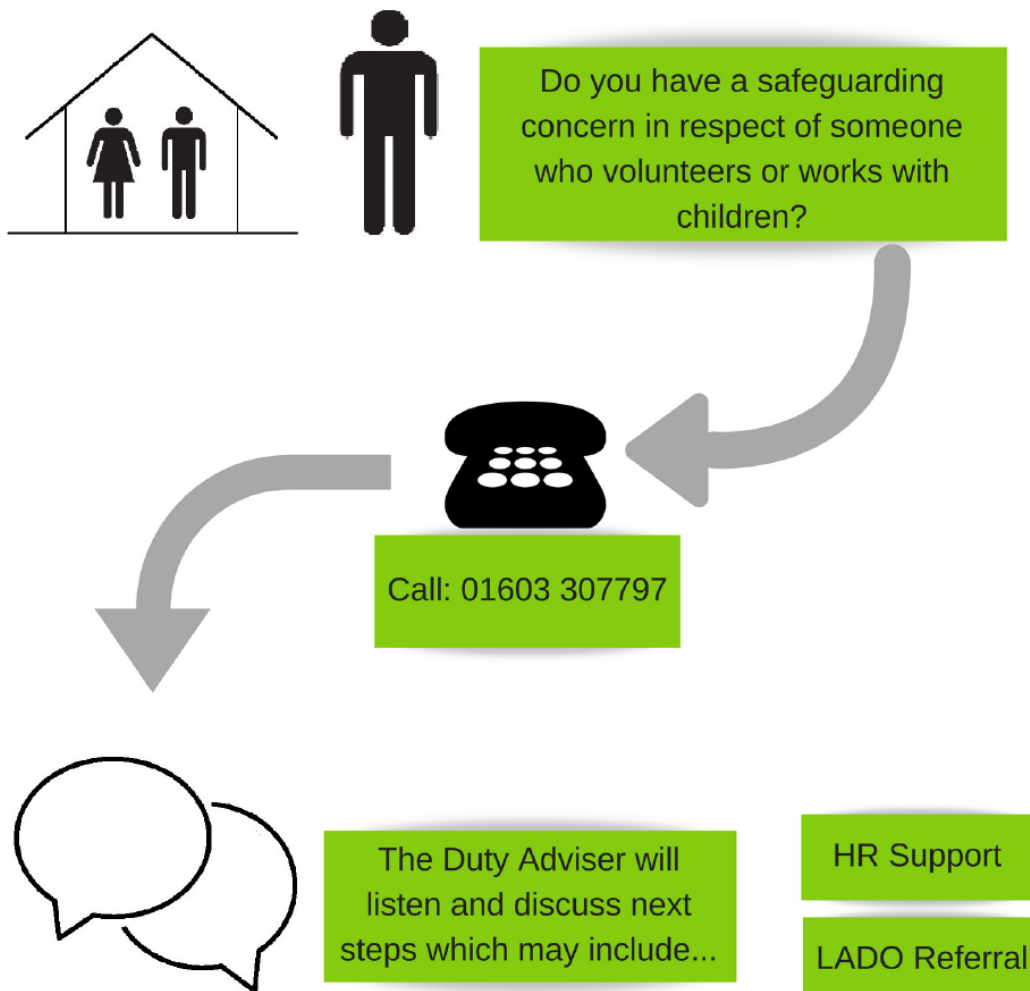 Do you have a safeguarding
concern in respect of someone
who volunteers or works with
children?
Call: 01603 307797
The Duty Adviser will
listen and discuss next
steps which may include...
HR Support
LADO Referral